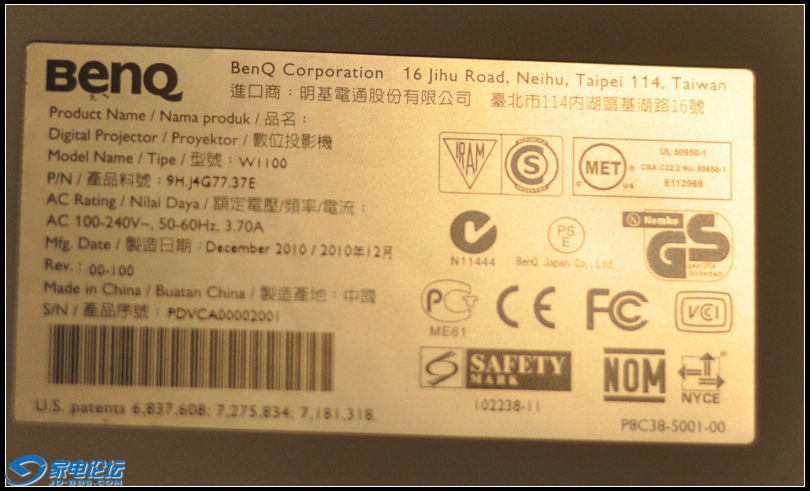 BenQ
BenQ Corporation 16 Jihu Road, Neihu, Taipei 114, Taiwan
進口商：明基電通股份有限公司 臺北市114內湖區基湖路16號
Product Name / Nama produk / 品名：
Digital Projector / Proyektor / 數位投影機
Model Name / Tipe / 型號：W1100
P/N / 產品料號：9H.J4G77.37E
AC Rating / Nilai Daya / 額定電壓/頻率/電流：
AC 100-240V~, 50-60Hz, 3.70A
Mfg. Date / 製造日期：December 2010 / 2010年12月
Rev.：00-100
Made in China / Buatan China / 製造產地：中國
S/N / 產品序號：PDVCA00002001
U.S. patents 6,837,608; 7,275,834; 7,181,318.
IRAM
S
MET
c us
UL 60950-1
CSA C22.2 No. 60950-1
E112969
N11444
PS
E
BenQ Japan Co., Ltd.
Nemko
GS
geprüfte
Sicherheit
PCT
ME61
CE
FC
VCI
SAFETY
MARK
102238-11
NOM
NYCE
P8C38-5001-00
家电论坛
JD-BBS.COM